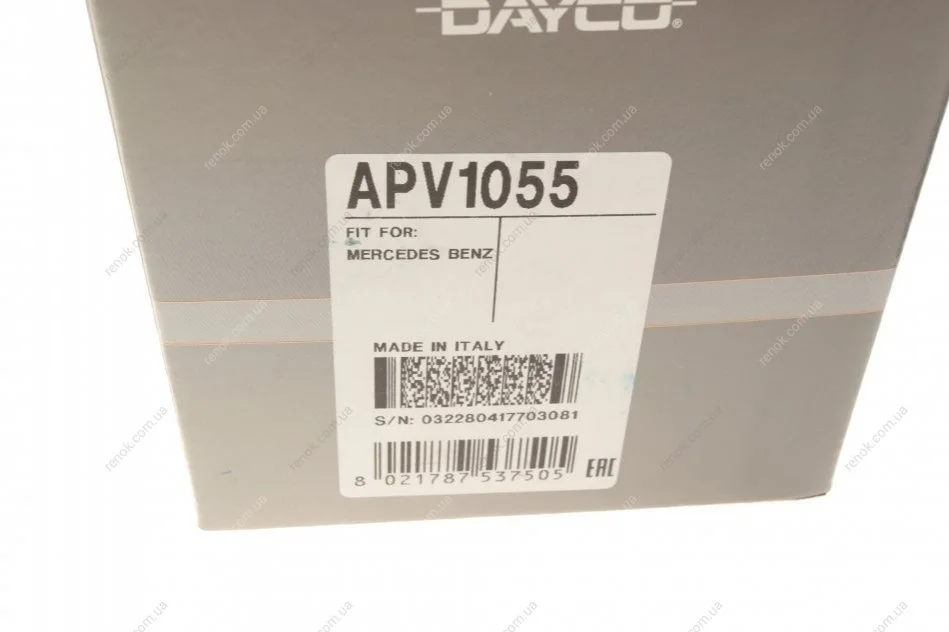 DAYCO®
APV1055
FIT FOR:
MERCEDES BENZ
MADE IN ITALY
S/N: 032280417703081
8 021787 537505
EAC
renok.com.ua